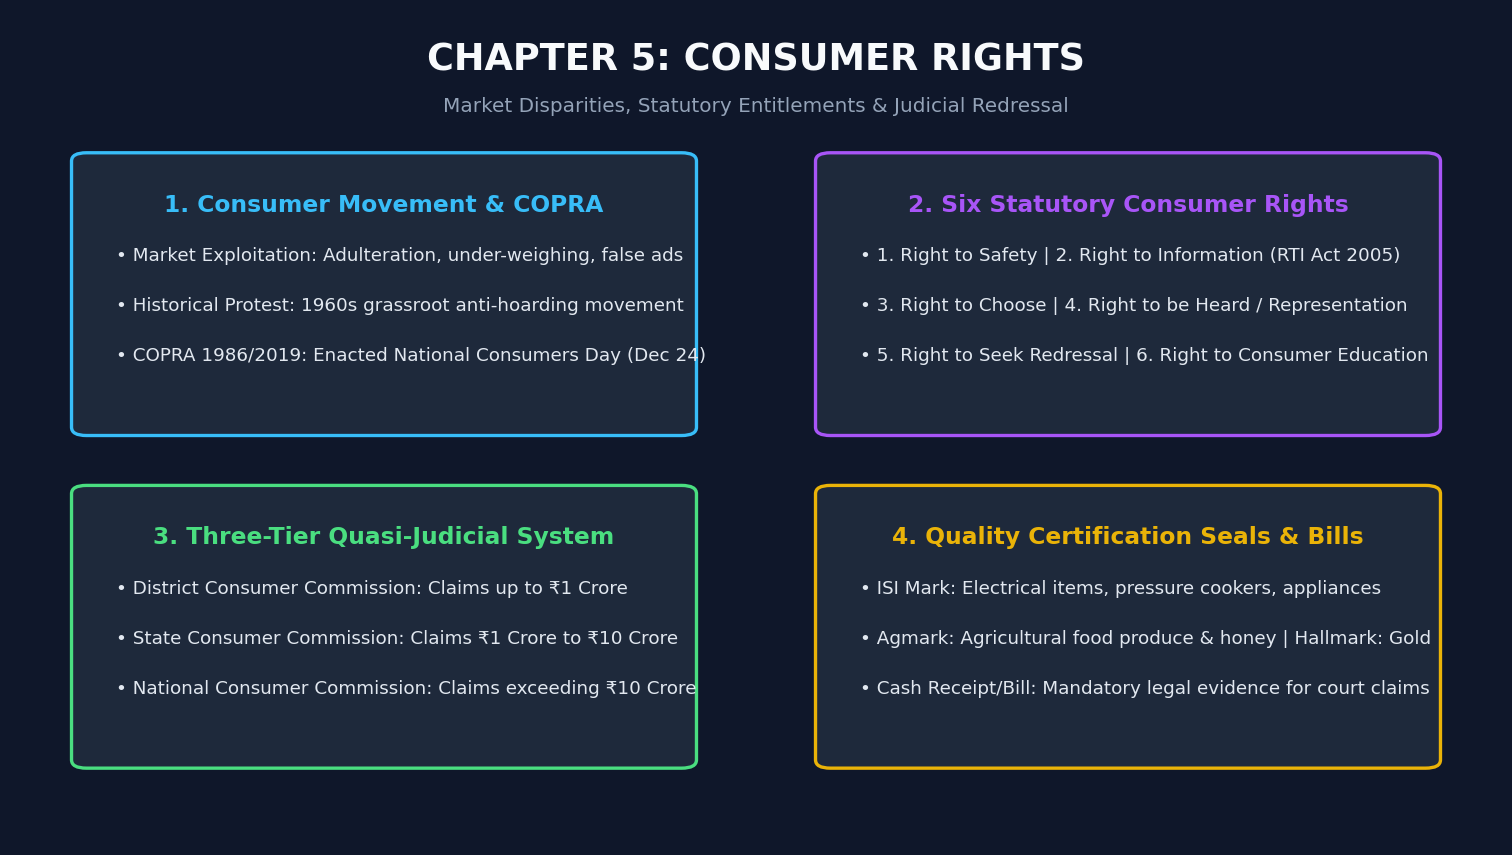 CHAPTER 5: CONSUMER RIGHTS
Market Disparities, Statutory Entitlements & Judicial Redressal
1. Consumer Movement & COPRA
• Market Exploitation: Adulteration, under-weighing, false ads
• Historical Protest: 1960s grassroot anti-hoarding movement
• COPRA 1986/2019: Enacted National Consumers Day (Dec 24)
2. Six Statutory Consumer Rights
• 1. Right to Safety | 2. Right to Information (RTI Act 2005)
• 3. Right to Choose | 4. Right to be Heard / Representation
• 5. Right to Seek Redressal | 6. Right to Consumer Education
3. Three-Tier Quasi-Judicial System
• District Consumer Commission: Claims up to ₹1 Crore
• State Consumer Commission: Claims ₹1 Crore to ₹10 Crore
• National Consumer Commission: Claims exceeding ₹10 Crore
4. Quality Certification Seals & Bills
• ISI Mark: Electrical items, pressure cookers, appliances
• Agmark: Agricultural food produce & honey | Hallmark: Gold
• Cash Receipt/Bill: Mandatory legal evidence for court claims